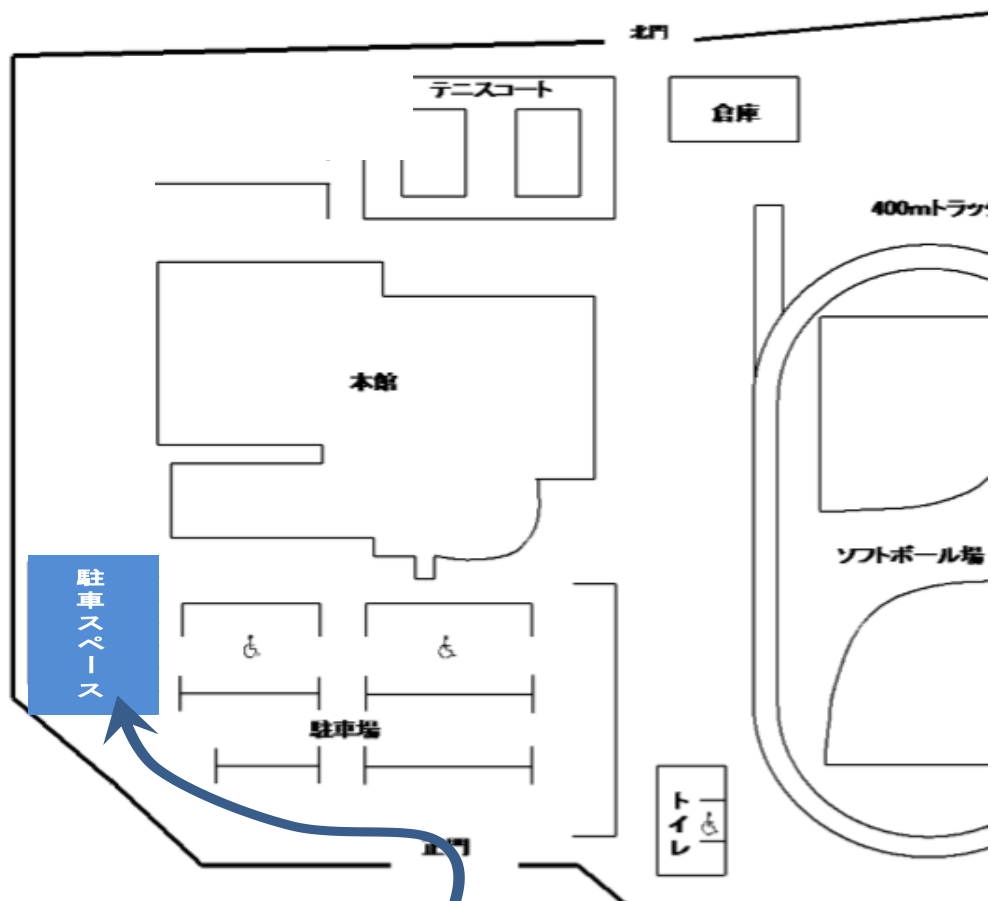 北門
テニスコート
倉庫
400mトラック
本館
ソフトボール場
駐車スペース
駐車場
トイレ
正門